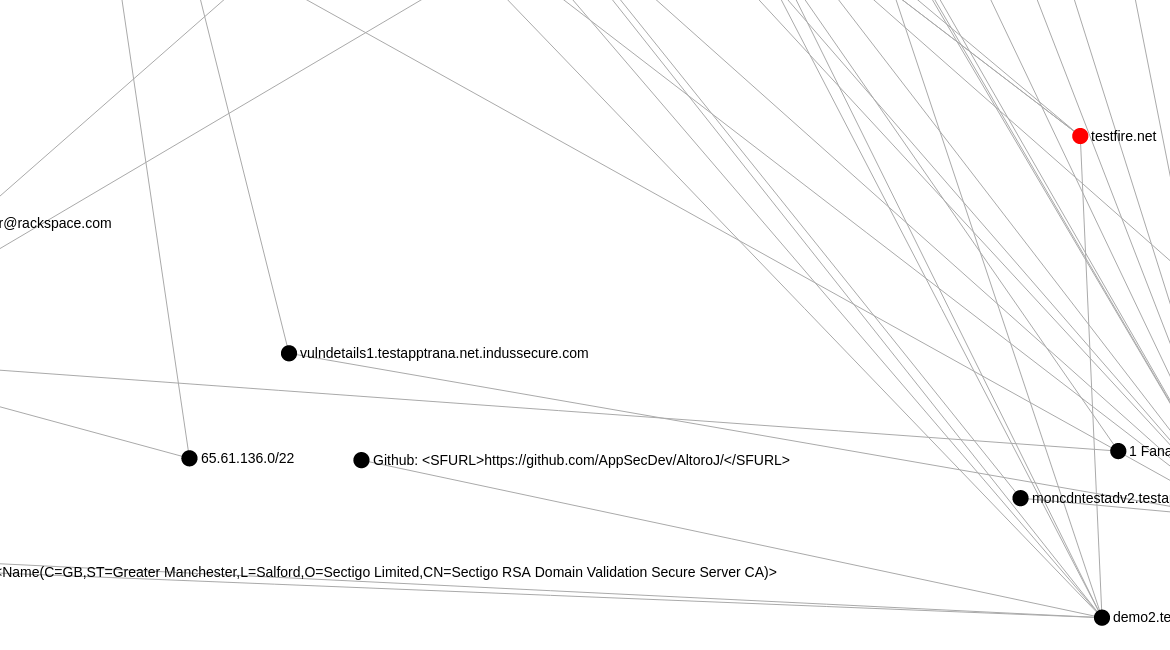 testfire.net
r@rackspace.com
vulndetails1.testapptrana.net.indussecure.com
1 Fana
65.61.136.0/22
Github: <SFURL>https://github.com/AppSecDev/AltoroJ/</SFURL>
moncdntestadv2.testa
<Name(C=GB,ST=Greater Manchester,L=Salford,O=Sectigo Limited,CN=Sectigo RSA Domain Validation Secure Server CA)>
demo2.te